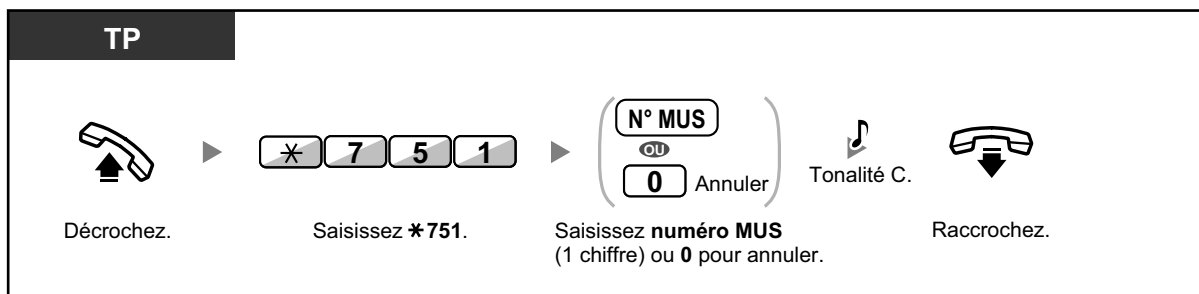 TP
N° MUS
OU
✳ 7 5 1
0 Annuler
Tonalité C.
Décrochez.
Saisissez ✳751.
Saisissez numéro MUS
(1 chiffre) ou 0 pour annuler.
Raccrochez.